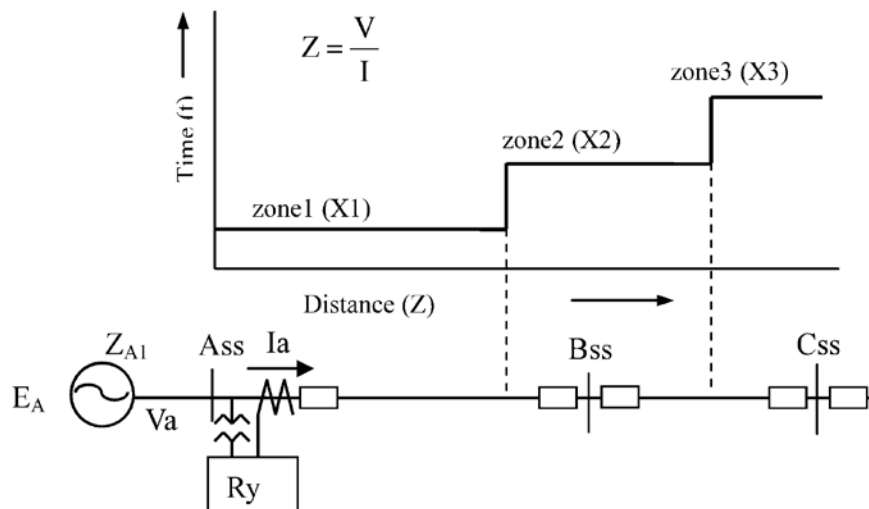 Z = V/I
zone3 (X3)
zone2 (X2)
Time (t)
zone1 (X1)
Distance (Z)
Z_A1
Ass
Ia
Bss
Css
E_A
Va
Ry